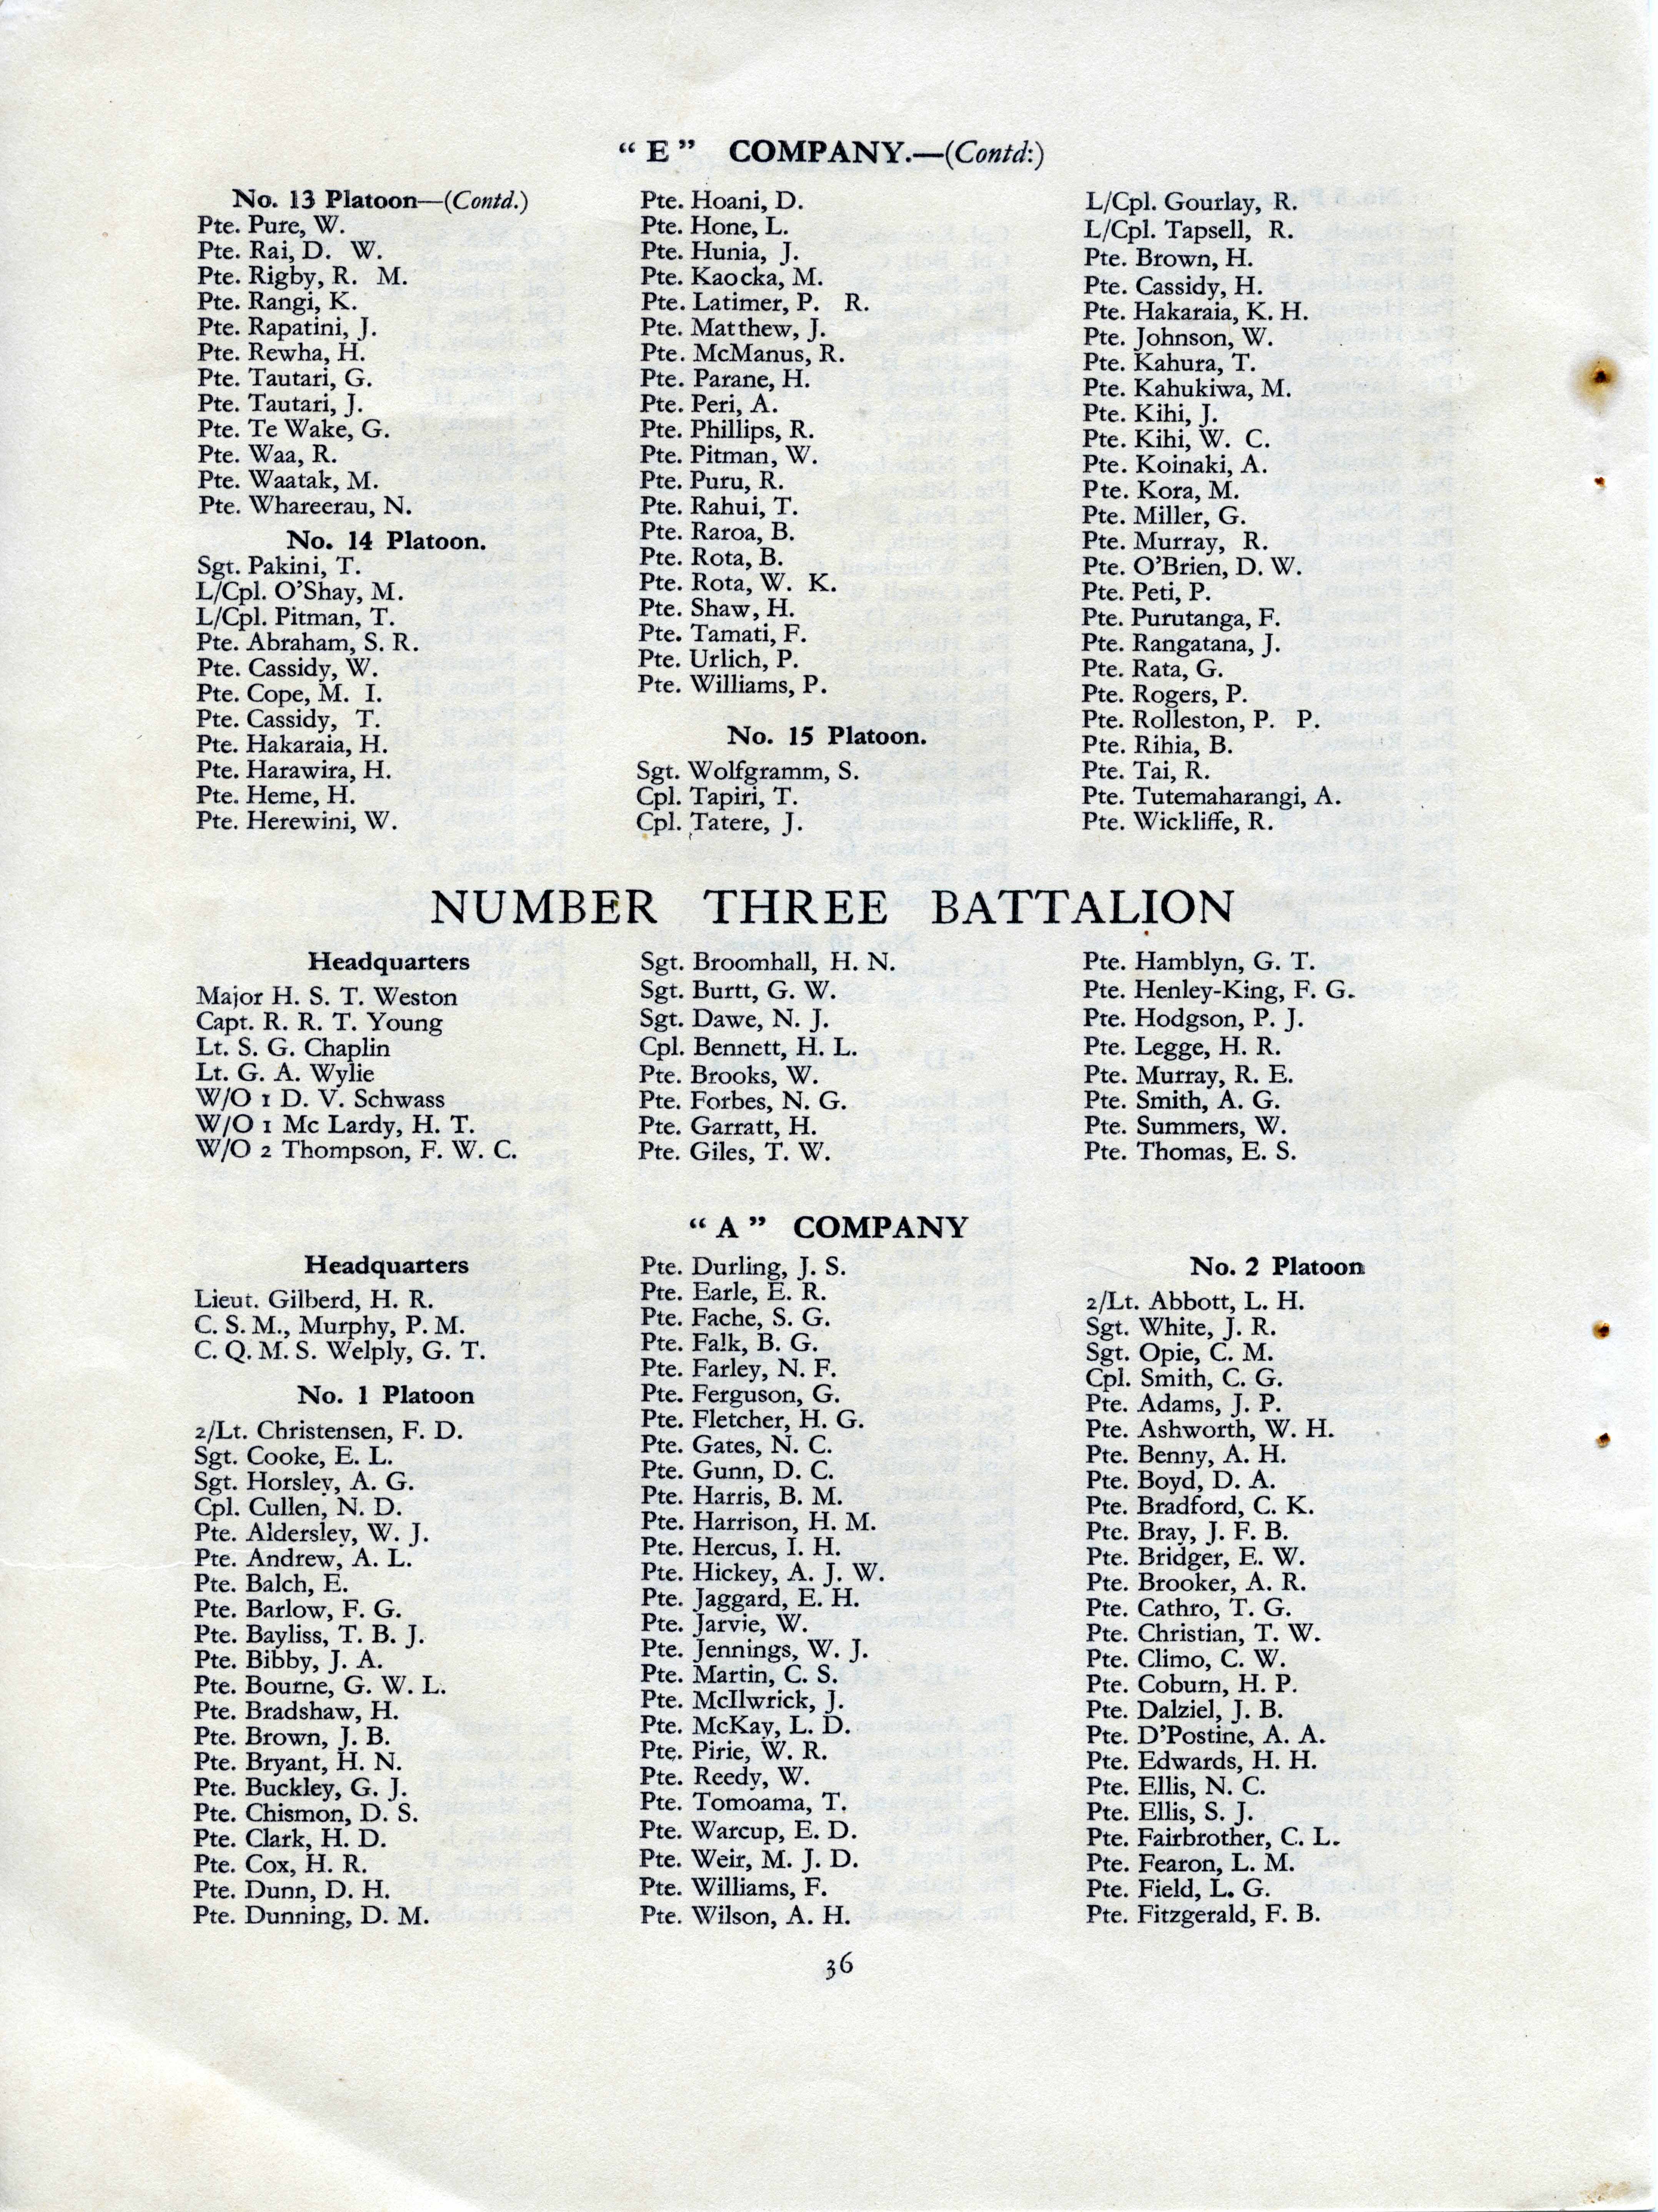 “ E ” COMPANY.—(Contd:)
No. 13 Platoon—(Contd.)
Pte. Pure, W.
Pte. Rai, D. W.
Pte. Rigby, R. M.
Pte. Rangi, K.
Pte. Rapatini, J.
Pte. Rewha, H.
Pte. Tautari, G.
Pte. Tautari, J.
Pte. Te Wake, G.
Pte. Waa, R.
Pte. Waatak, M.
Pte. Whareerau, N.
No. 14 Platoon.
Sgt. Pakini, T.
L/Cpl. O’Shay, M.
L/Cpl. Pitman, T.
Pte. Abraham, S. R.
Pte. Cassidy, W.
Pte. Cope, M. I.
Pte. Cassidy, T.
Pte. Hakaraia, H.
Pte. Harawira, H.
Pte. Heme, H.
Pte. Herewini, W.
Pte. Hoani, D.
Pte. Hone, L.
Pte. Hunia, J.
Pte. Kaocka, M.
Pte. Latimer, P. R.
Pte. Matthew, J.
Pte. McManus, R.
Pte. Parane, H.
Pte. Peri, A.
Pte. Phillips, R.
Pte. Pitman, W.
Pte. Puru, R.
Pte. Rahui, T.
Pte. Raroa, B.
Pte. Rota, B.
Pte. Rota, W. K.
Pte. Shaw, H.
Pte. Tamati, F.
Pte. Urlich, P.
Pte. Williams, P.
No. 15 Platoon.
Sgt. Wolfgramm, S.
Cpl. Tapiri, T.
Cpl. Tatere, J.
L/Cpl. Gourlay, R.
L/Cpl. Tapsell, R.
Pte. Brown, H.
Pte. Cassidy, H.
Pte. Hakaraia, K. H.
Pte. Johnson, W.
Pte. Kahura, T.
Pte. Kahukiwa, M.
Pte. Kihi, J.
Pte. Kihi, W. C.
Pte. Koinaki, A.
Pte. Kora, M.
Pte. Miller, G.
Pte. Murray, R.
Pte. O’Brien, D. W.
Pte. Peti, P.
Pte. Purutanga, F.
Pte. Rangatana, J.
Pte. Rata, G.
Pte. Rogers, P.
Pte. Rolleston, P. P.
Pte. Rihia, B.
Pte. Tai, R.
Pte. Tutemaharangi, A.
Pte. Wickliffe, R.
NUMBER THREE BATTALION
Headquarters
Major H. S. T. Weston
Capt. R. R. T. Young
Lt. S. G. Chaplin
Lt. G. A. Wylie
W/O 1 D. V. Schwass
W/O 1 Mc Lardy, H. T.
W/O 2 Thompson, F. W. C.
Sgt. Broomhall, H. N.
Sgt. Burtt, G. W.
Sgt. Dawe, N. J.
Cpl. Bennett, H. L.
Pte. Brooks, W.
Pte. Forbes, N. G.
Pte. Garratt, H.
Pte. Giles, T. W.
Pte. Hamblyn, G. T.
Pte. Henley-King, F. G.
Pte. Hodgson, P. J.
Pte. Legge, H. R.
Pte. Murray, R. E.
Pte. Smith, A. G.
Pte. Summers, W.
Pte. Thomas, E. S.
“ A ” COMPANY
Headquarters
Lieut. Gilberd, H. R.
C. S. M., Murphy, P. M.
C. Q. M. S. Welply, G. T.
No. 1 Platoon
2/Lt. Christensen, F. D.
Sgt. Cooke, E. L.
Sgt. Horsley, A. G.
Cpl. Cullen, N. D.
Pte. Aldersley, W. J.
Pte. Andrew, A. L.
Pte. Balch, E.
Pte. Barlow, F. G.
Pte. Bayliss, T. B. J.
Pte. Bibby, J. A.
Pte. Bourne, G. W. L.
Pte. Bradshaw, H.
Pte. Brown, J. B.
Pte. Bryant, H. N.
Pte. Buckley, G. J.
Pte. Chismon, D. S.
Pte. Clark, H. D.
Pte. Cox, H. R.
Pte. Dunn, D. H.
Pte. Dunning, D. M.
Pte. Durling, J. S.
Pte. Earle, E. R.
Pte. Fache, S. G.
Pte. Falk, B. G.
Pte. Farley, N. F.
Pte. Ferguson, G.
Pte. Fletcher, H. G.
Pte. Gates, N. C.
Pte. Gunn, D. C.
Pte. Harris, B. M.
Pte. Harrison, H. M.
Pte. Hercus, I. H.
Pte. Hickey, A. J. W.
Pte. Jaggard, E. H.
Pte. Jarvie, W.
Pte. Jennings, W. J.
Pte. Martin, C. S.
Pte. McIlwrick, J.
Pte. McKay, L. D.
Pte. Pirie, W. R.
Pte. Reedy, W.
Pte. Tomoama, T.
Pte. Warcup, E. D.
Pte. Weir, M. J. D.
Pte. Williams, F.
Pte. Wilson, A. H.
No. 2 Platoon
2/Lt. Abbott, L. H.
Sgt. White, J. R.
Sgt. Opie, C. M.
Cpl. Smith, C. G.
Pte. Adams, J. P.
Pte. Ashworth, W. H.
Pte. Benny, A. H.
Pte. Boyd, D. A.
Pte. Bradford, C. K.
Pte. Bray, J. F. B.
Pte. Bridger, E. W.
Pte. Brooker, A. R.
Pte. Cathro, T. G.
Pte. Christian, T. W.
Pte. Climo, C. W.
Pte. Coburn, H. P.
Pte. Dalziel, J. B.
Pte. D’Postine, A. A.
Pte. Edwards, H. H.
Pte. Ellis, N. C.
Pte. Ellis, S. J.
Pte. Fairbrother, C. L.
Pte. Fearon, L. M.
Pte. Field, L. G.
Pte. Fitzgerald, F. B.
36